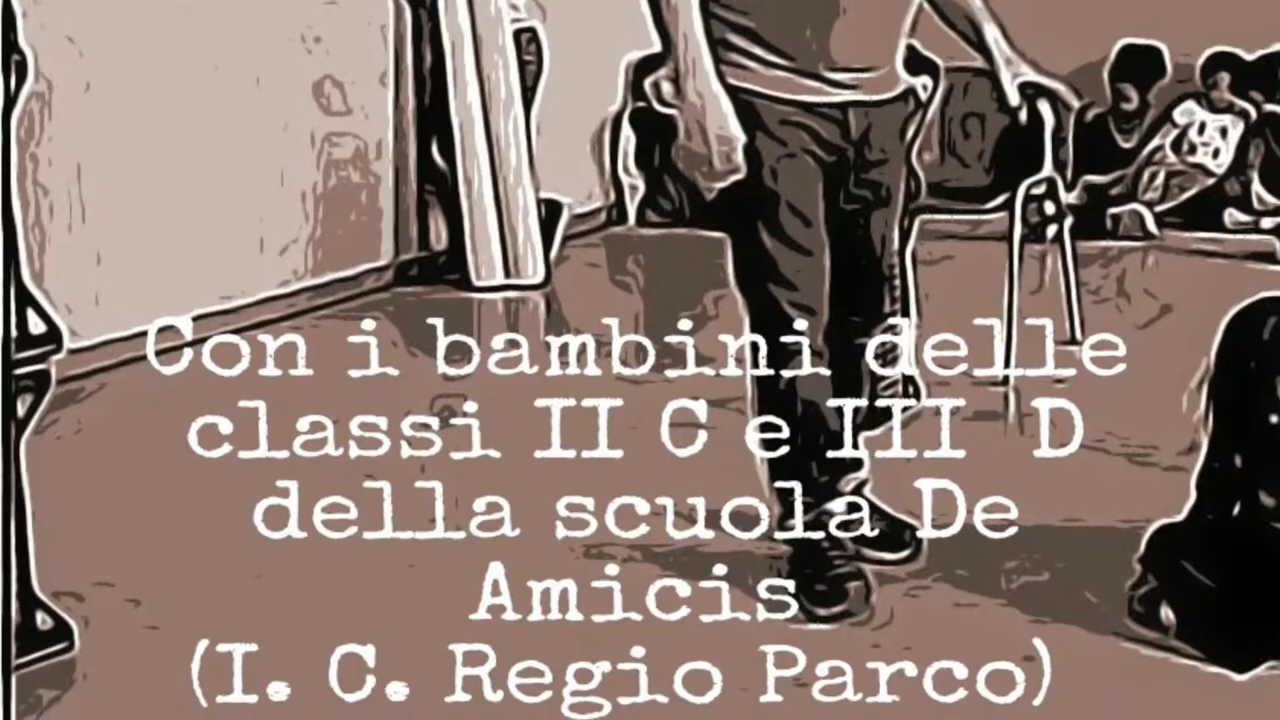 Con i bambini delle
classi II C e III D
della scuola De
Amicis
(I. C. Regio Parco)